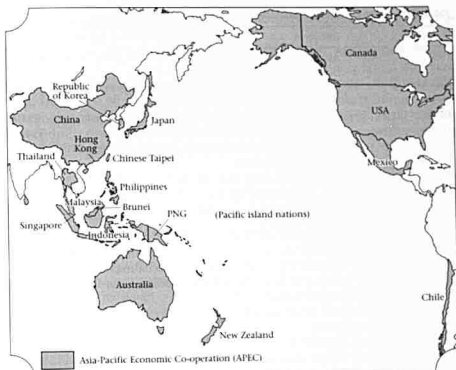 Canada
Republic
of Korea
China
USA
Japan
Hong
Kong
Thailand
Chinese Taipei
Mexico
Philippines
Malaysia
Brunei
PNG
(Pacific island nations)
Singapore
Indonesia
Australia
Chile
New Zealand
Asia-Pacific Economic Co-operation (APEC)